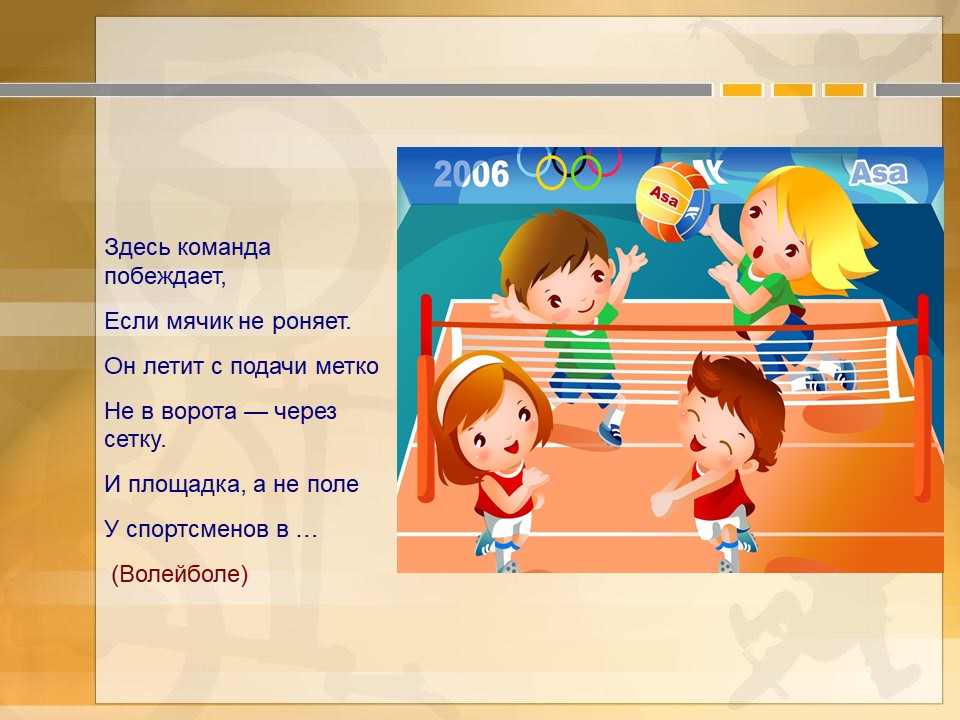 Здесь команда
побеждает,
Если мячик не роняет.
Он летит с подачи метко
Не в ворота — через
сетку.
И площадка, а не поле
У спортсменов в …
(Волейболе)
2006
Asa
Asa